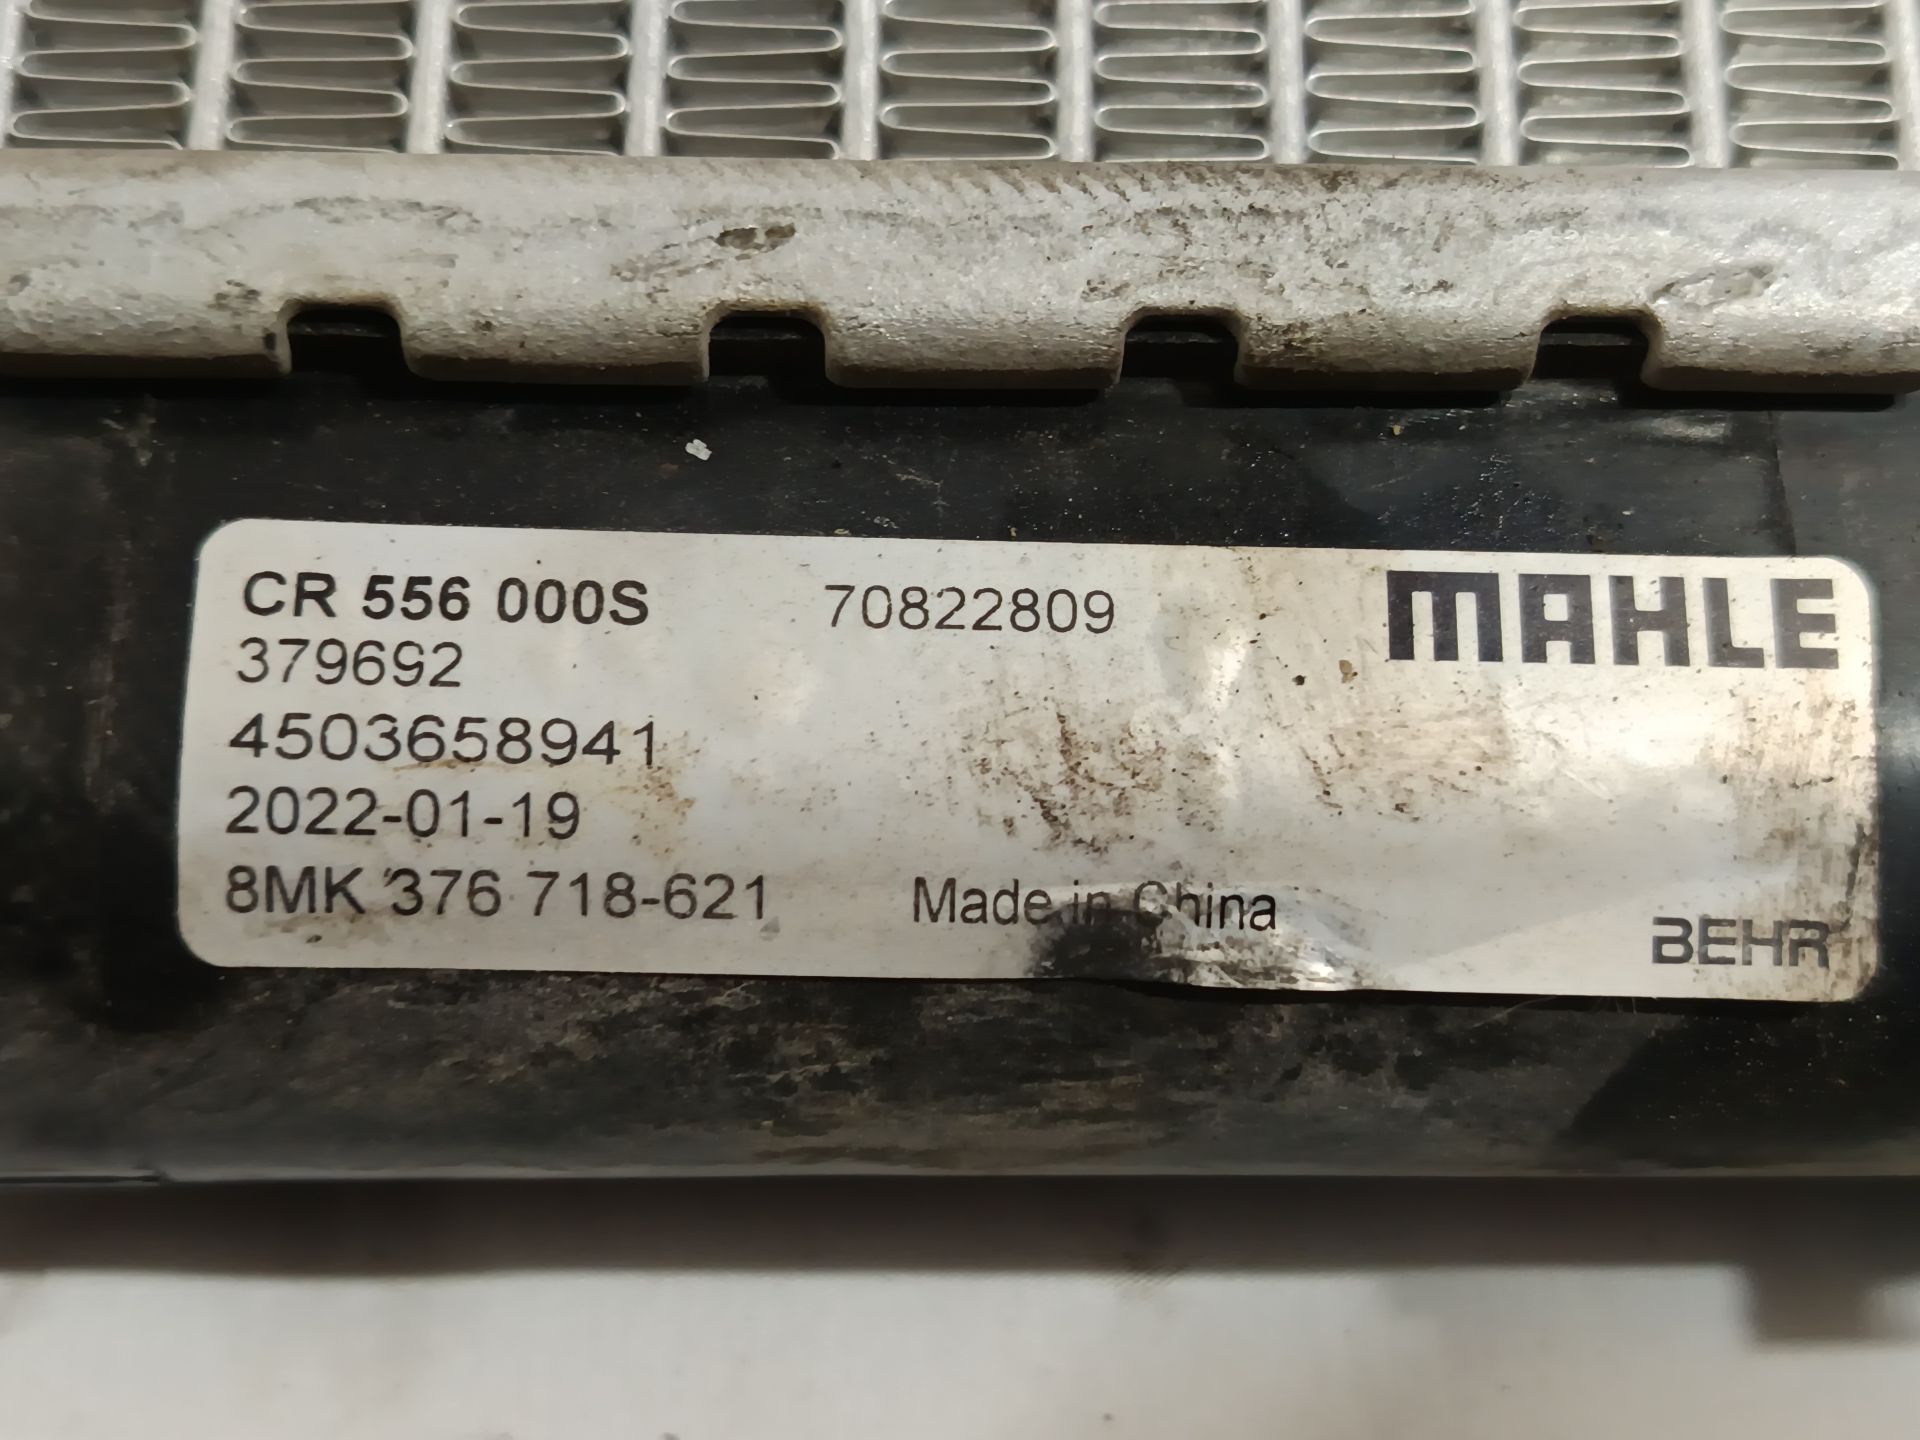 CR 556 000S 70822809 MAHLE
379692
4503658941
2022-01-19
8MK 376 718-621 Made in China
BEHR